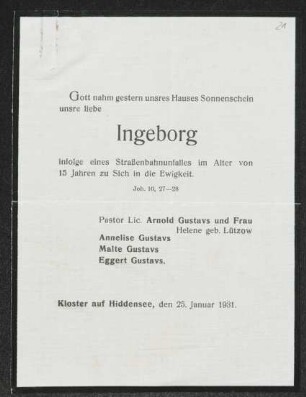 Gott nahm gestern unsres Hauses Sonnenschein
unsre liebe
Ingeborg
infolge eines Straßenbahnunfalles im Alter von
15 Jahren zu Sich in die Ewigkeit.
Joh. 10, 27—28
Pastor Lic. Arnold Gustavs und Frau
Helene geb. Lützow
Annelise Gustavs
Malte Gustavs
Eggert Gustavs.
Kloster auf Hiddensee, den 25. Januar 1931.